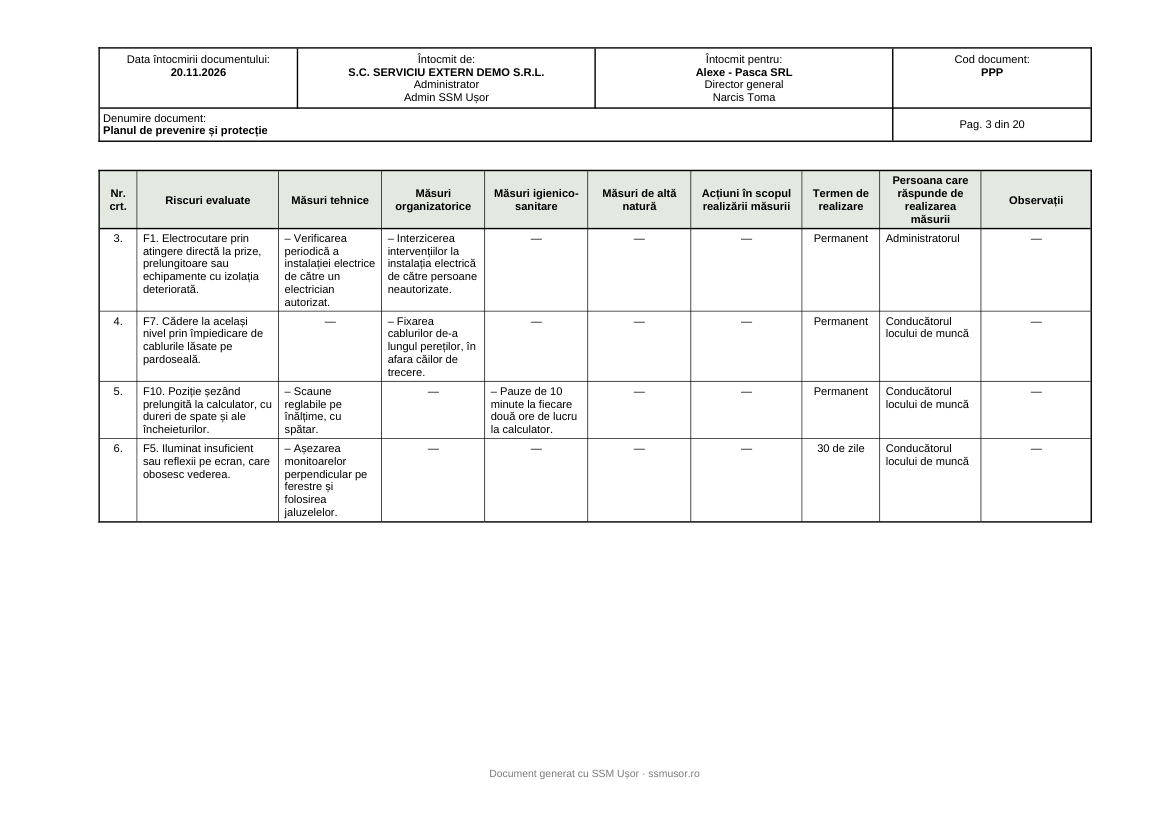 Data întocmirii documentului:
20.11.2026
Întocmit de:
S.C. SERVICIU EXTERN DEMO S.R.L.
Administrator
Admin SSM Ușor
Întocmit pentru:
Alexe - Pasca SRL
Director general
Narcis Toma
Cod document:
PPP
Denumire document:
Planul de prevenire și protecție
Pag. 3 din 20
Nr.
crt.
Riscuri evaluate
Măsuri tehnice
Măsuri
organizatorice
Măsuri igienico-
sanitare
Măsuri de altă
natură
Acțiuni în scopul
realizării măsurii
Termen de
realizare
Persoana care
răspunde de
realizarea
măsurii
Observații
3.
F1. Electrocutare prin
atingere directă la prize,
prelungitoare sau
echipamente cu izolația
deteriorată.
– Verificarea
periodică a
instalației electrice
de către un
electrician
autorizat.
– Interzicerea
intervențiilor la
instalația electrică
de către persoane
neautorizate.
—
—
—
Permanent
Administratorul
—
4.
F7. Cădere la același
nivel prin împiedicare de
cablurile lăsate pe
pardoseală.
—
– Fixarea
cablurilor de-a
lungul pereților, în
afara căilor de
trecere.
—
—
—
Permanent
Conducătorul
locului de muncă
—
5.
F10. Poziție șezând
prelungită la calculator, cu
dureri de spate și ale
încheieturilor.
– Scaune
reglabile pe
înălțime, cu
spătar.
—
– Pauze de 10
minute la fiecare
două ore de lucru
la calculator.
—
—
Permanent
Conducătorul
locului de muncă
—
6.
F5. Iluminat insuficient
sau reflexii pe ecran, care
obosesc vederea.
– Așezarea
monitoarelor
perpendicular pe
ferestre și
folosirea
jaluzelelor.
—
—
—
—
30 de zile
Conducătorul
locului de muncă
—
Document generat cu SSM Ușor · ssmusor.ro